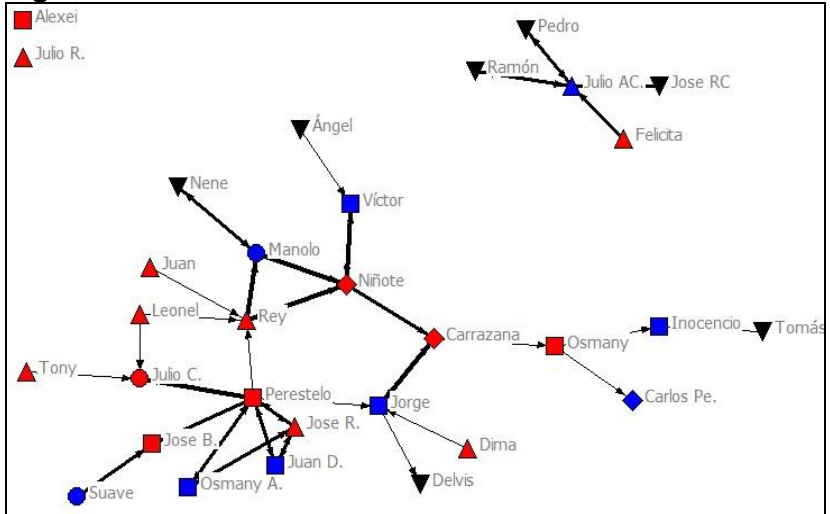 Alexei
Julio R.
Pedro
Ramón
Julio AC.
Jose RC
Felicita
Ángel
Nene
Víctor
Manolo
Juan
Niñote
Leonel
Rey
Carrazana
Osmany
Inocencio
Tomás
Tony
Julio C.
Perestelo
Jorge
Carlos Pe.
Jose R.
Jose B.
Dima
Juan D.
Osmany A.
Delvis
Suave